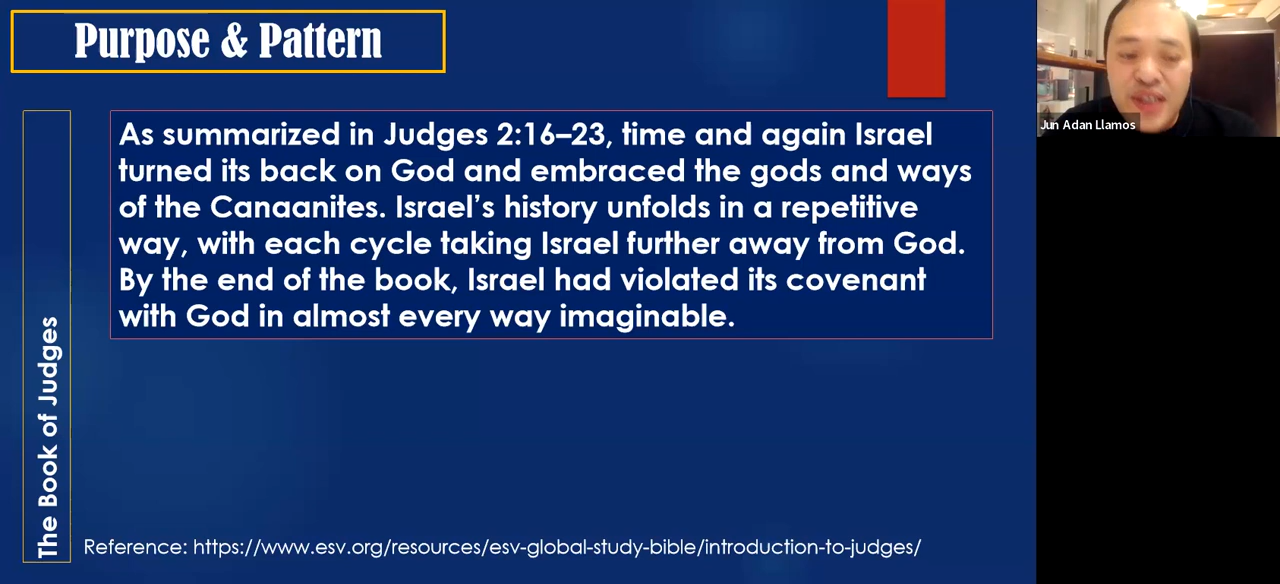 Purpose & Pattern
Jun Adan Llamos
As summarized in Judges 2:16–23, time and again Israel
turned its back on God and embraced the gods and ways
of the Canaanites. Israel’s history unfolds in a repetitive
way, with each cycle taking Israel further away from God.
By the end of the book, Israel had violated its covenant
with God in almost every way imaginable.
The Book of Judges
Reference: https://www.esv.org/resources/esv-global-study-bible/introduction-to-judges/